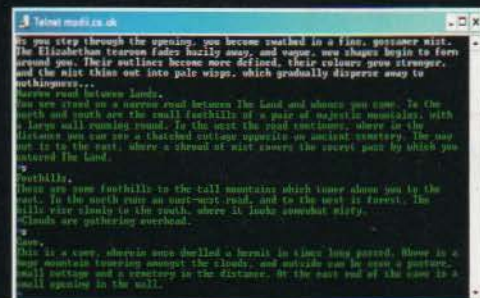 Telnet mudii.co.uk
As you step through the opening, you become swathed in a fine, gossamer mist.
The Elizabethan tearoom fades hazily away, and vague, new shapes begin to form
around you. Their outlines become more defined, their colours grow stronger,
and the mist thins out into pale wisps, which gradually disperse away to
nothingness...
Narrow road between lands.
You are stood on a narrow road between The Land and whence you came. To the
north and south are the small foothills of a pair of majestic mountains, with
a large wall running round. To the west the road continues, where in the
distance you can see a thatched cottage opposite an ancient cemetery. The way
out is to the east, where a shroud of mist covers the secret pass by which you
entered The Land.
*s
Foothills.
These are some foothills to the tall mountains which tower above you to the
east. To the north runs an east-west road, and to the west is forest. The
hills rise slowly to the south, where it looks somewhat misty.
*Clouds are gathering overhead.
*s
Cave.
This is a cave, wherein once dwelled a hermit in times long passed. Above is a
huge mountain towering amongst the clouds, and outside can be seen a pasture,
small cottage and a cemetery in the distance. At the east end of the cave is a
small opening in the wall.